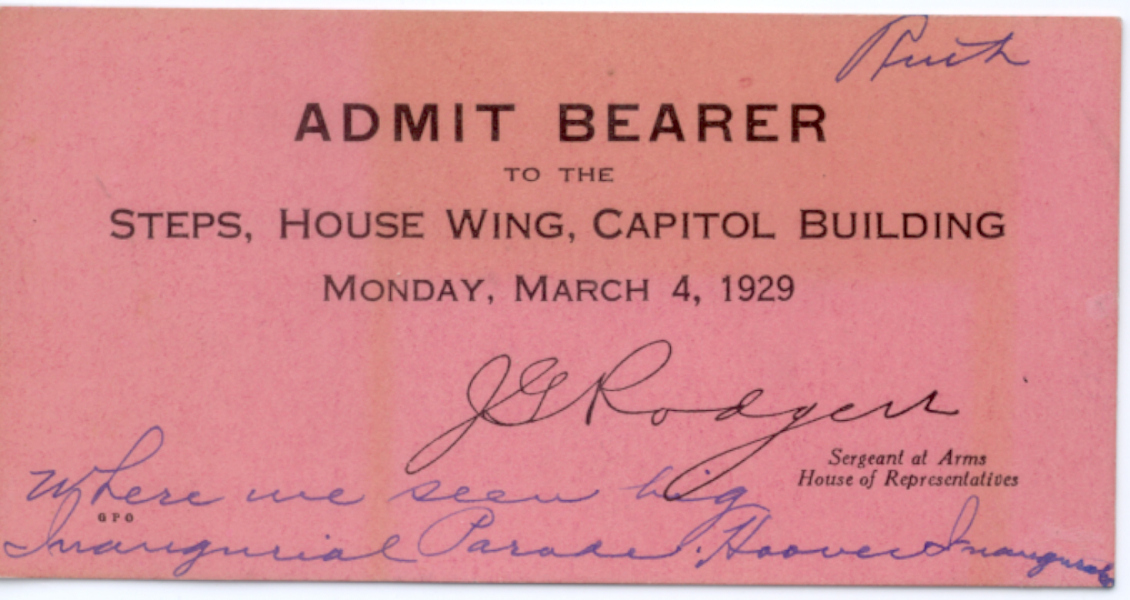 Ruth
ADMIT BEARER
TO THE
STEPS, HOUSE WING, CAPITOL BUILDING
MONDAY, MARCH 4, 1929
JG Rodgers
Sergeant at Arms
House of Representatives
Where we seen big
GPO
Inaugurial Parade. Hoover